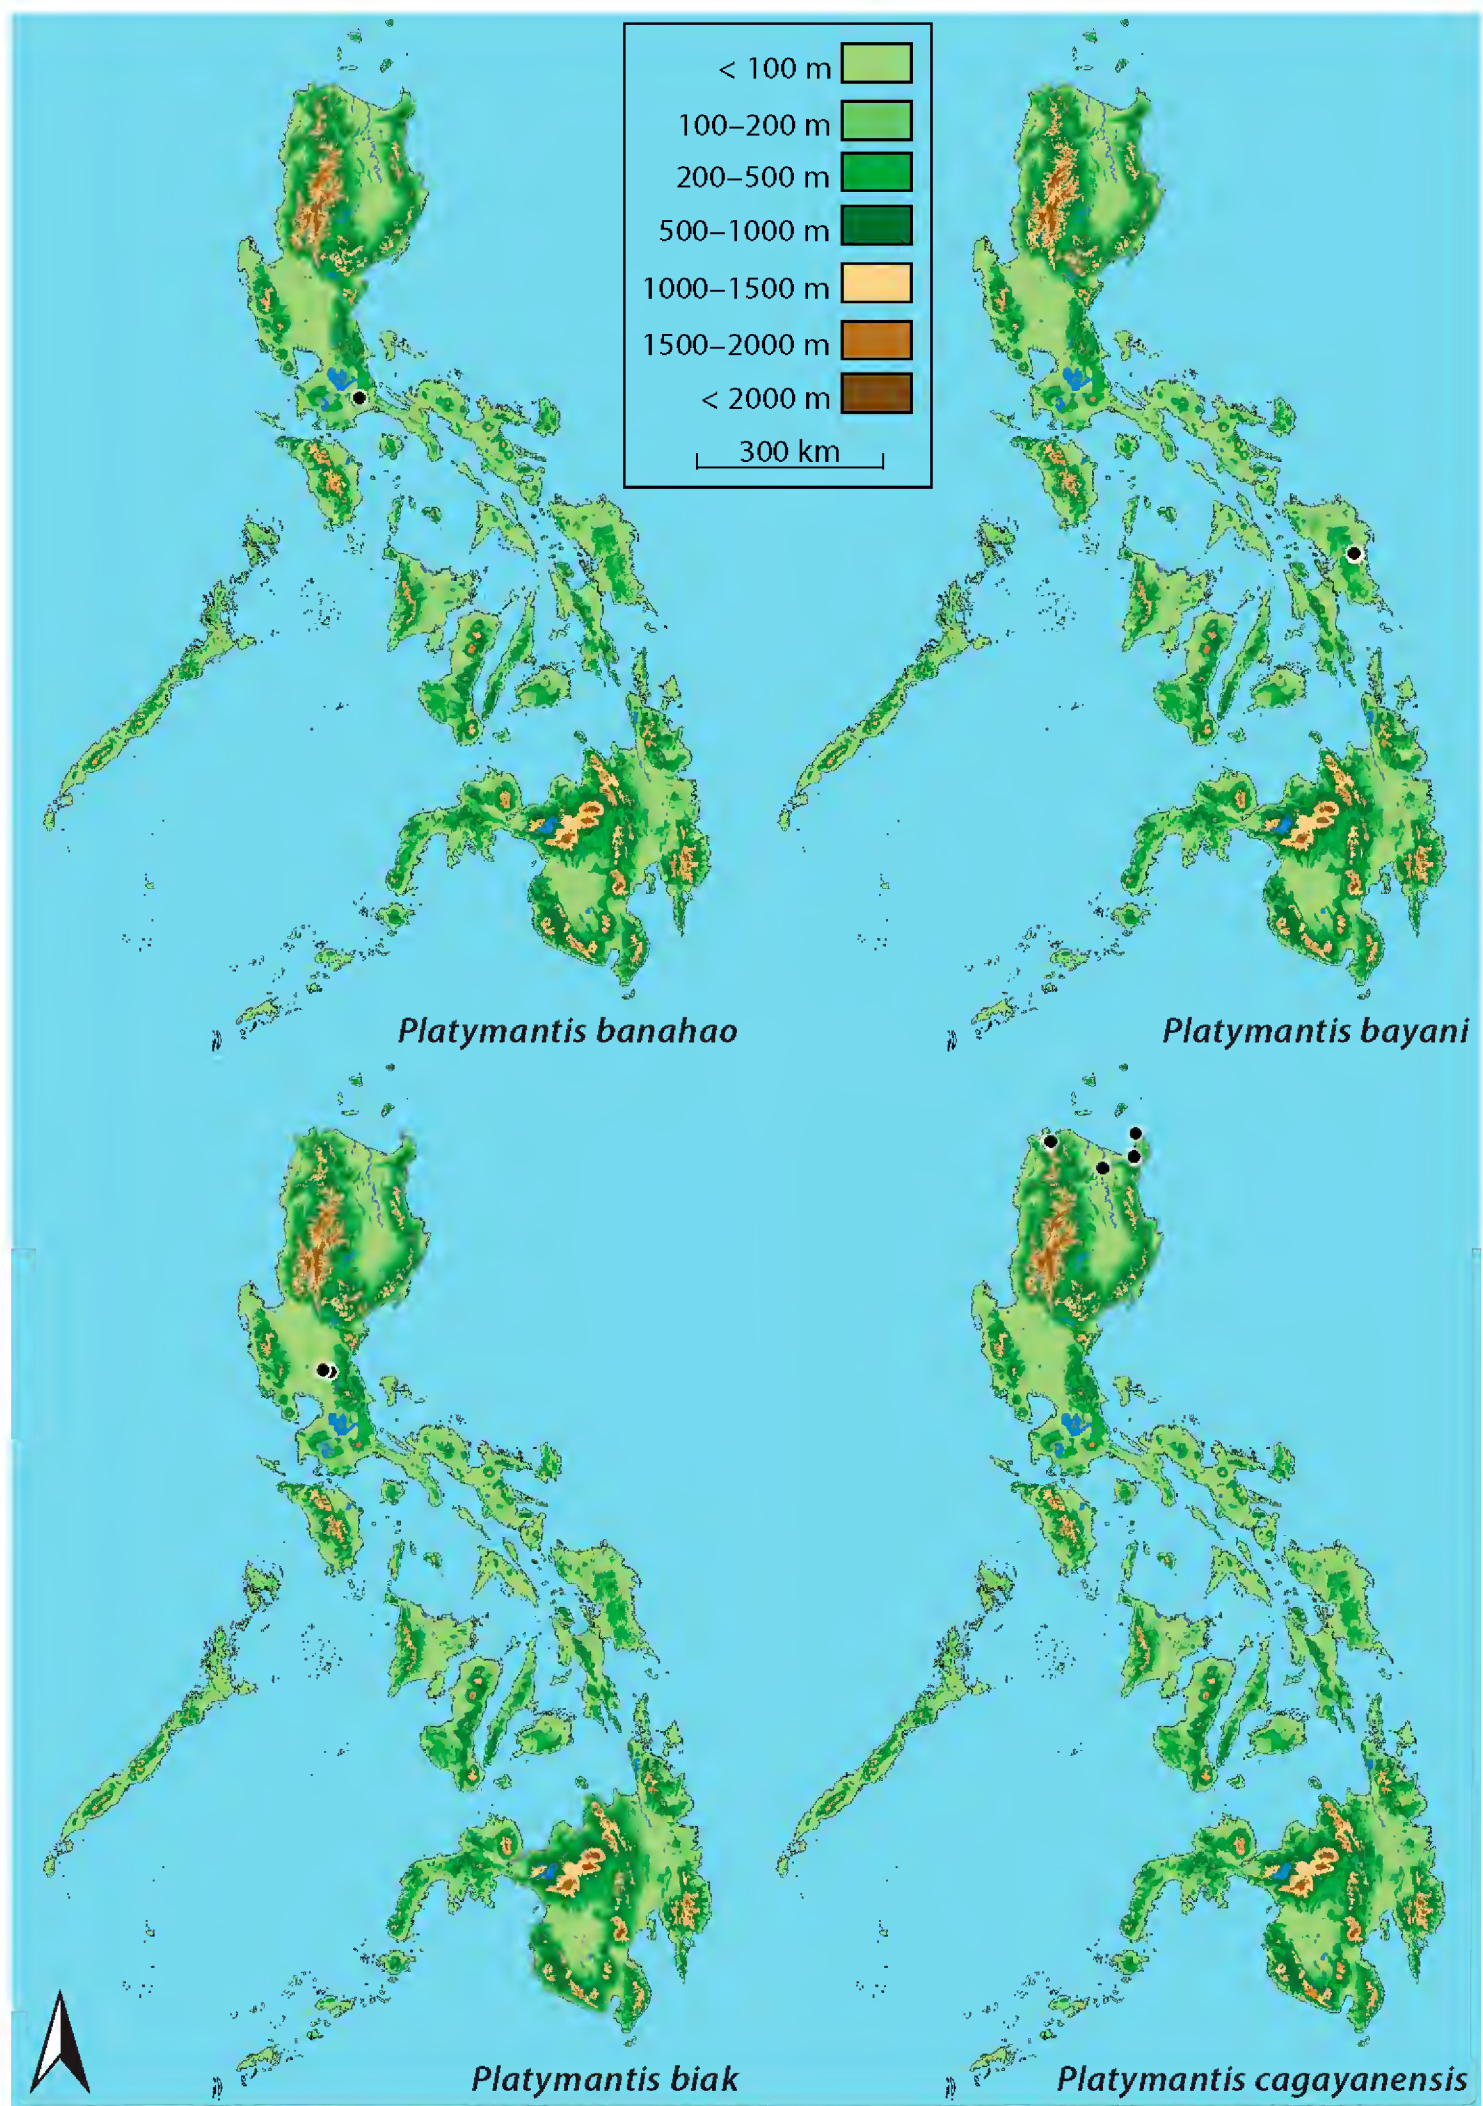 < 100 m
100–200 m
200–500 m
500–1000 m
1000–1500 m
1500–2000 m
< 2000 m
300 km
Platymantis banahao
Platymantis bayani
Platymantis biak
Platymantis cagayanensis